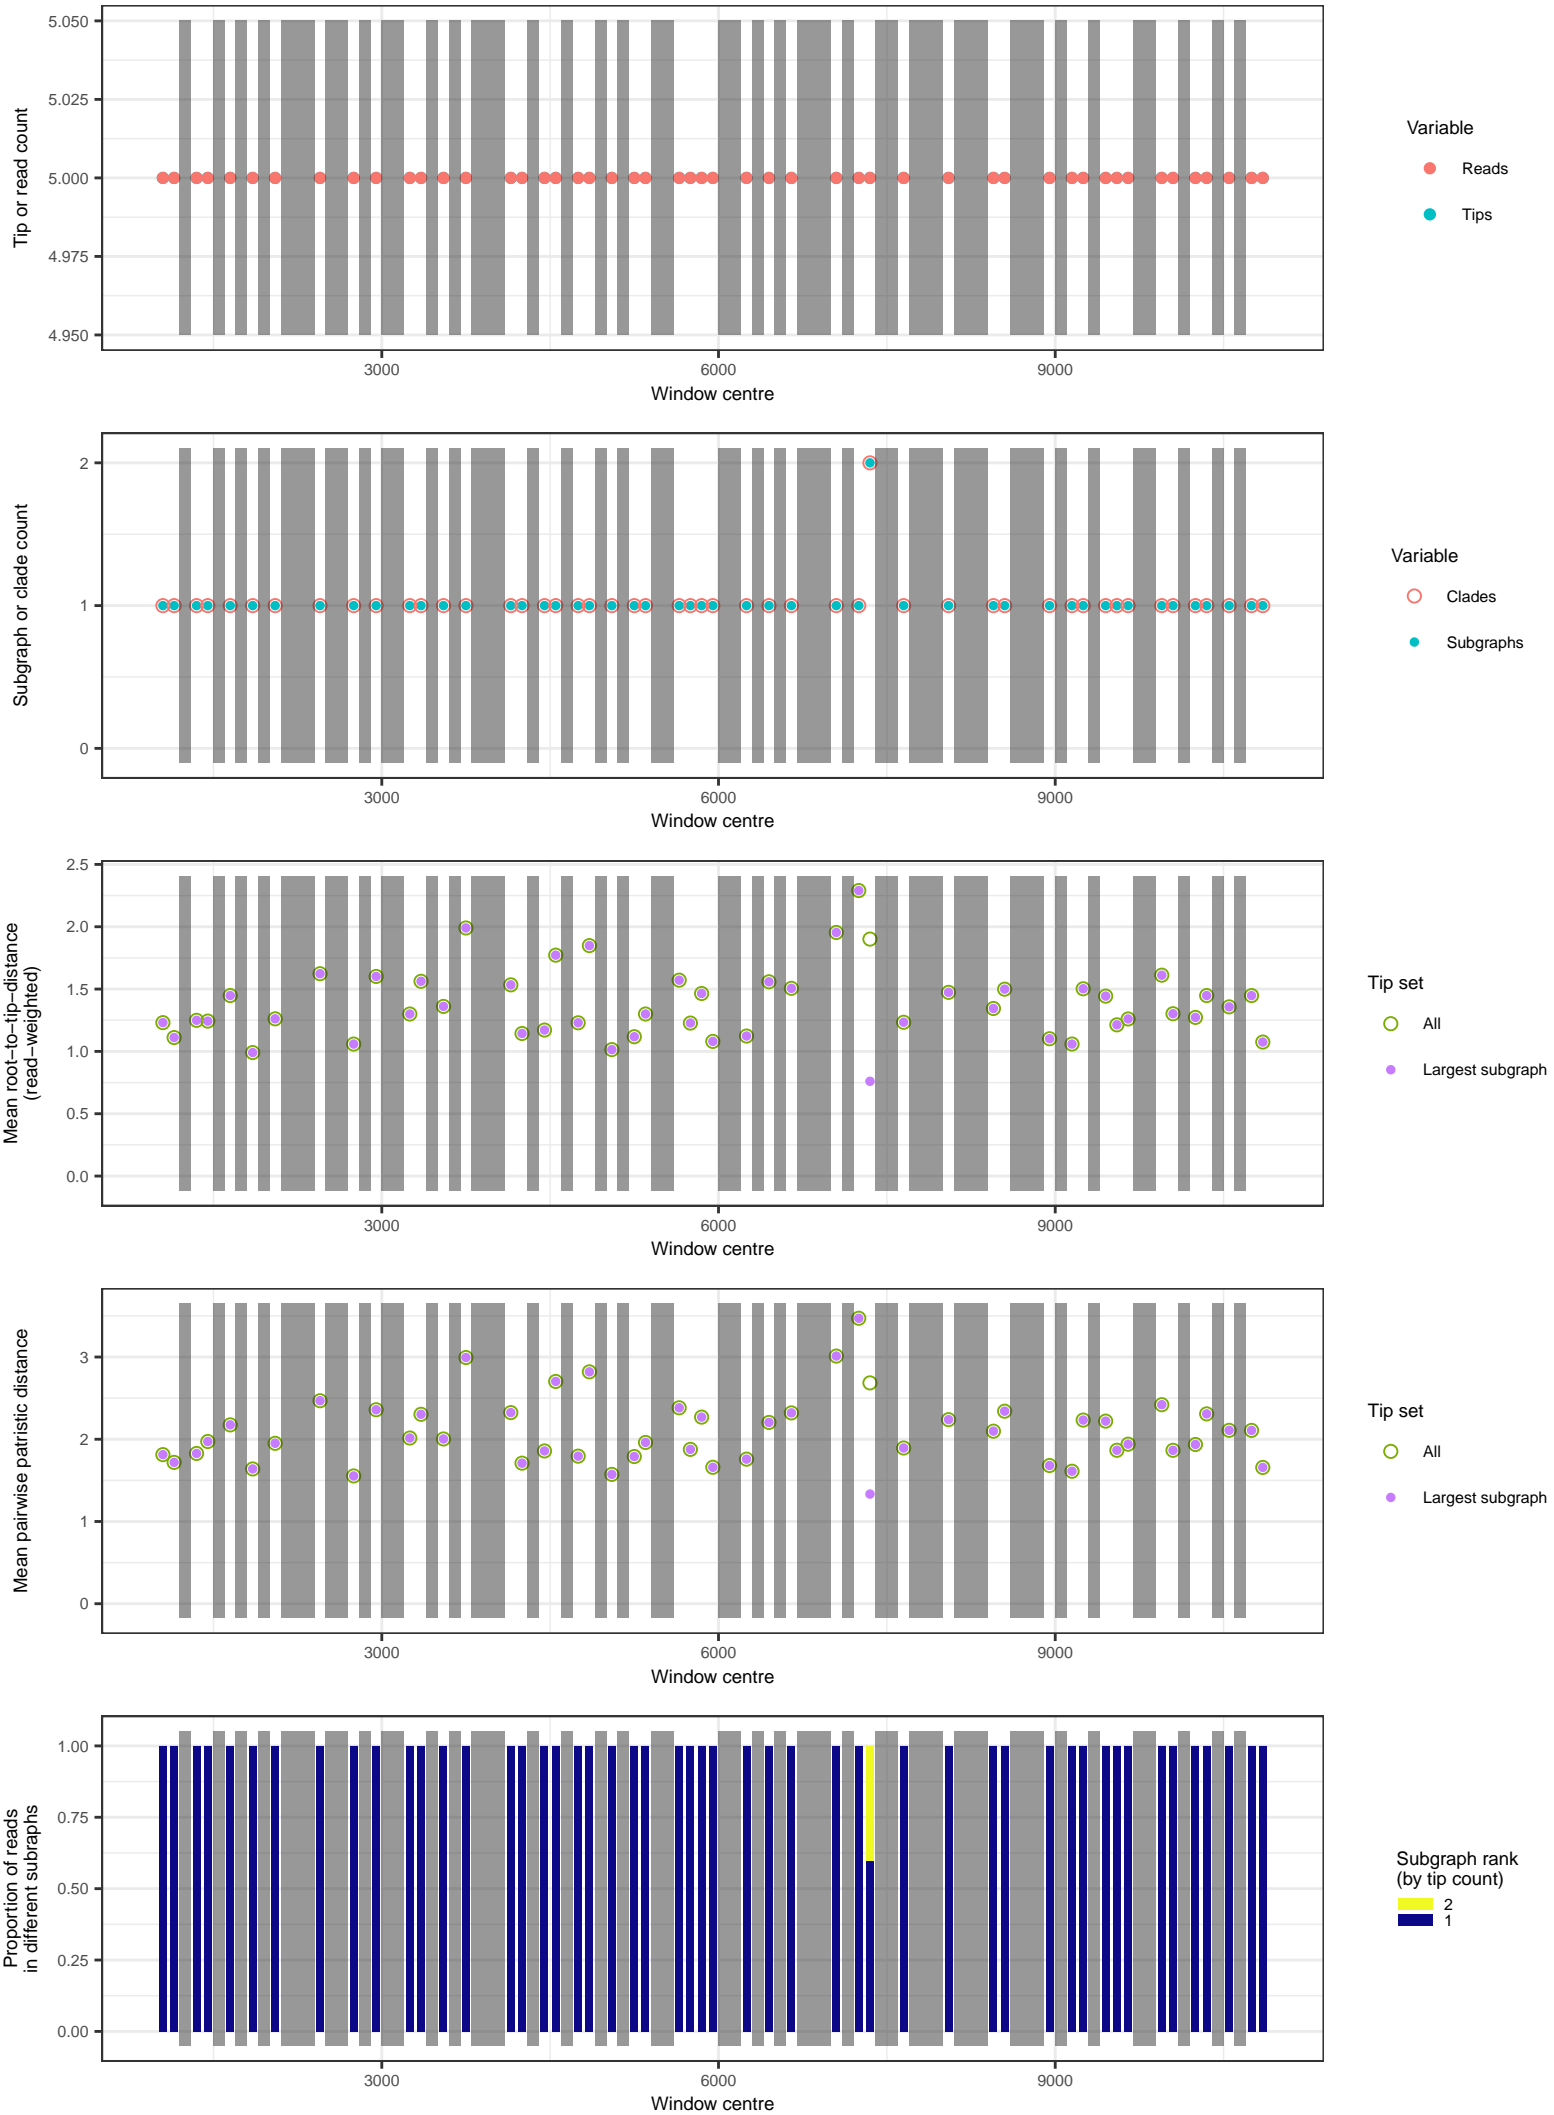 5.050
5.025
5.000
4.975
4.950
Tip or read count
3000 6000 9000
Window centre
Variable
Reads
Tips
2
1
0
Subgraph or clade count
3000 6000 9000
Window centre
Variable
Clades
Subgraphs
2.5
2.0
1.5
1.0
0.5
0.0
Mean root−to−tip−distance
(read−weighted)
3000 6000 9000
Window centre
Tip set
All
Largest subgraph
3
2
1
0
Mean pairwise patristic distance
3000 6000 9000
Window centre
Tip set
All
Largest subgraph
1.00
0.75
0.50
0.25
0.00
Proportion of reads
in different subraphs
3000 6000 9000
Window centre
Subgraph rank
(by tip count)
2
1